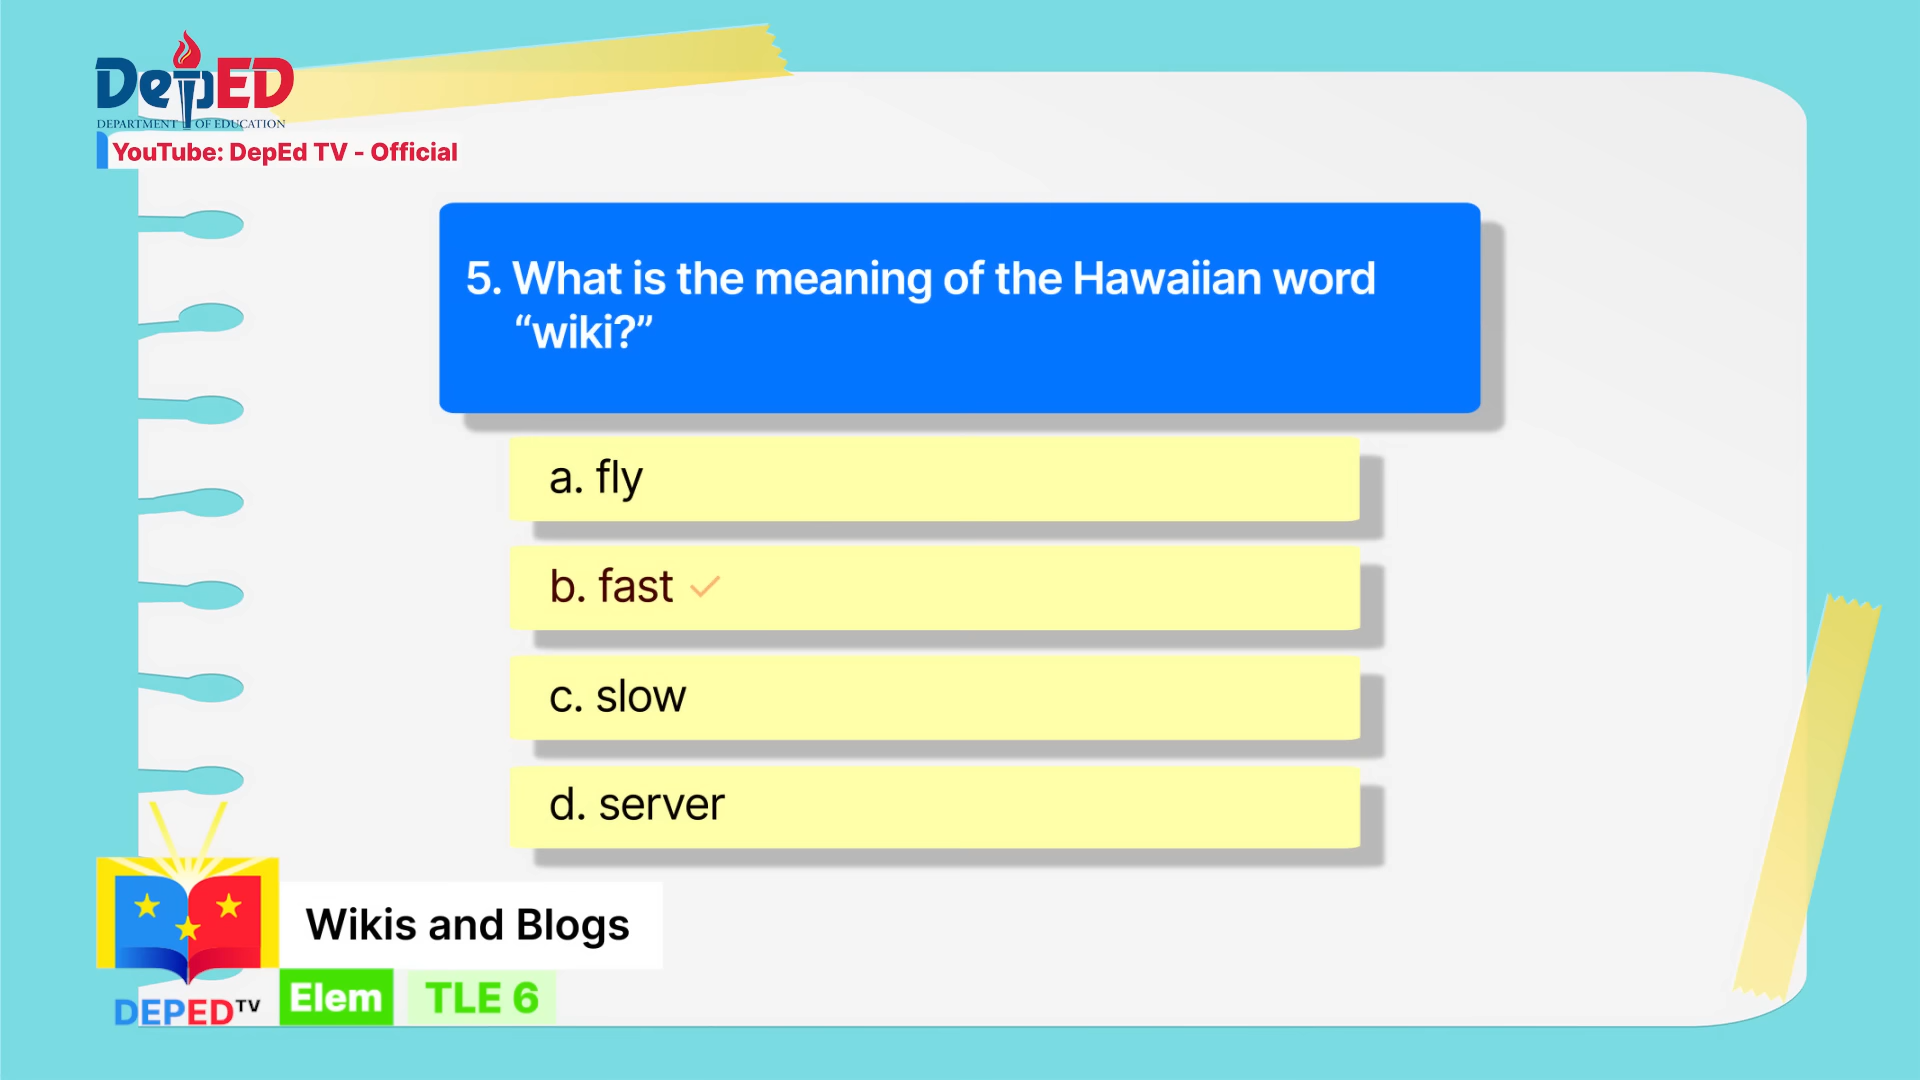 DepED
DEPARTMENT OF EDUCATION
YouTube: DepEd TV - Official
5. What is the meaning of the Hawaiian word
“wiki?”
a. fly
b. fast ✓
c. slow
d. server
Wikis and Blogs
DEPED TV
Elem
TLE 6